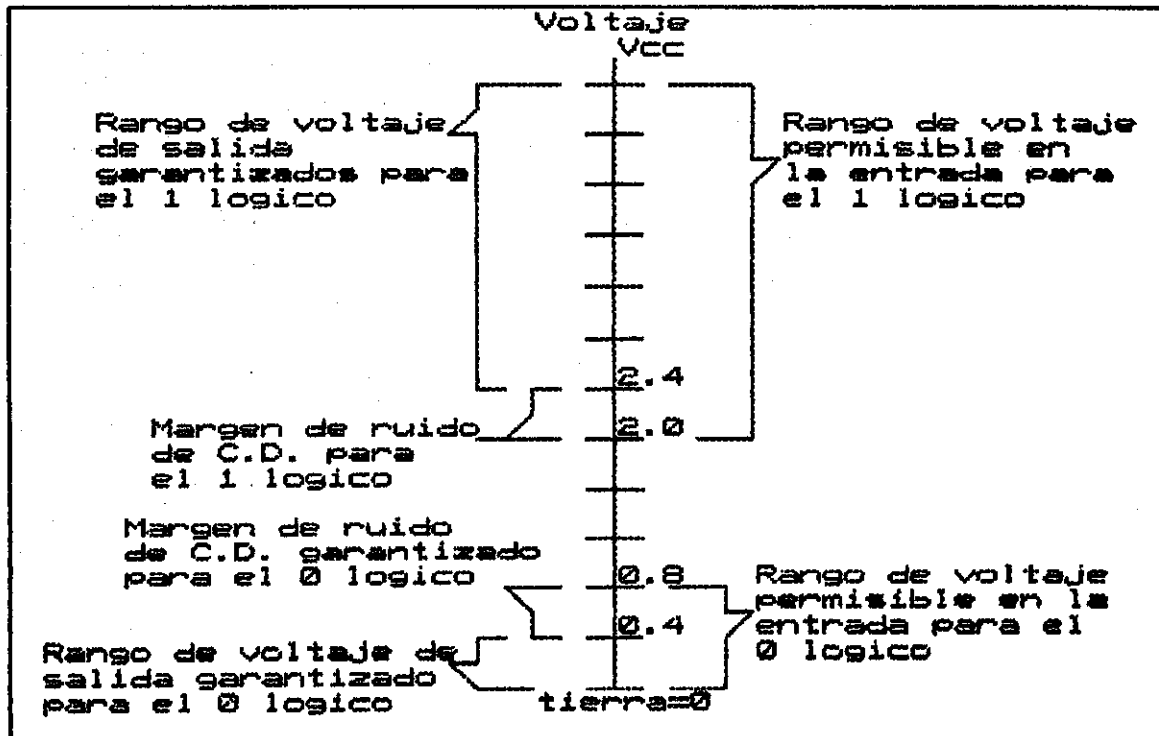 Voltaje
Vcc
Rango de voltaje
de salida
garantizados para
el 1 logico
Rango de voltaje
permisible en
la entrada para
el 1 logico
2.4
2.0
Margen de ruido
de C.D. para
el 1 logico
Margen de ruido
de C.D. garantizado
para el 0 logico
0.8
0.4
Rango de voltaje
permisible en la
entrada para el
0 logico
Rango de voltaje de
salida garantizado
para el 0 logico
tierra=0